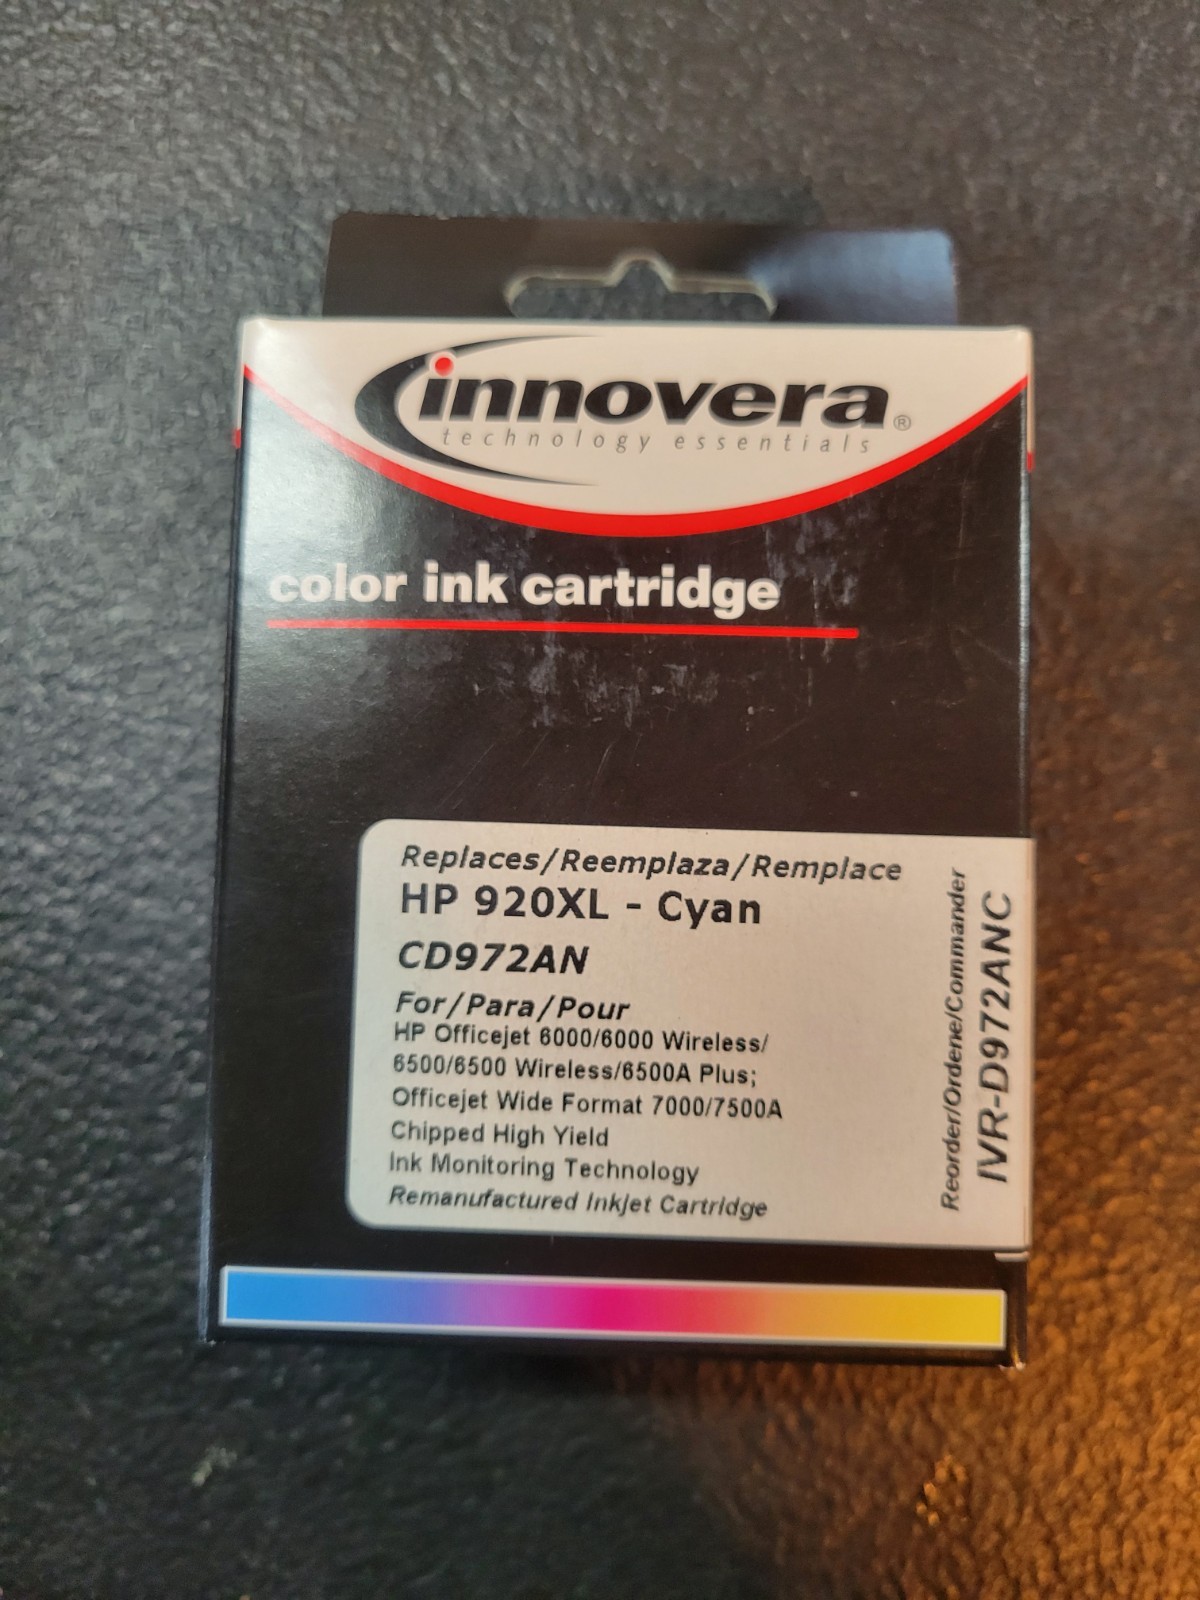 innovera®
technology essentials
color ink cartridge
Replaces/Reemplaza/Remplace
HP 920XL - Cyan
CD972AN
For/Para/Pour
HP Officejet 6000/6000 Wireless/
6500/6500 Wireless/6500A Plus;
Officejet Wide Format 7000/7500A
Chipped High Yield
Ink Monitoring Technology
Remanufactured Inkjet Cartridge
Reorder/Ordene/Commander
IVR-D972ANC